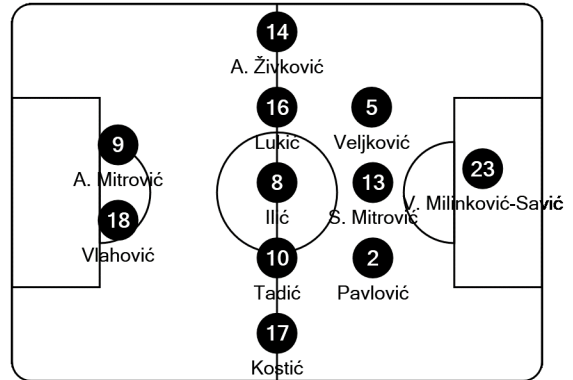 14
A. Živković
16
Lukić
5
Veljković
9
A. Mitrović
8
Ilić
13
S. Mitrović
23
V. Milinković-Savić
18
Vlahović
10
Tadić
2
Pavlović
17
Kostić